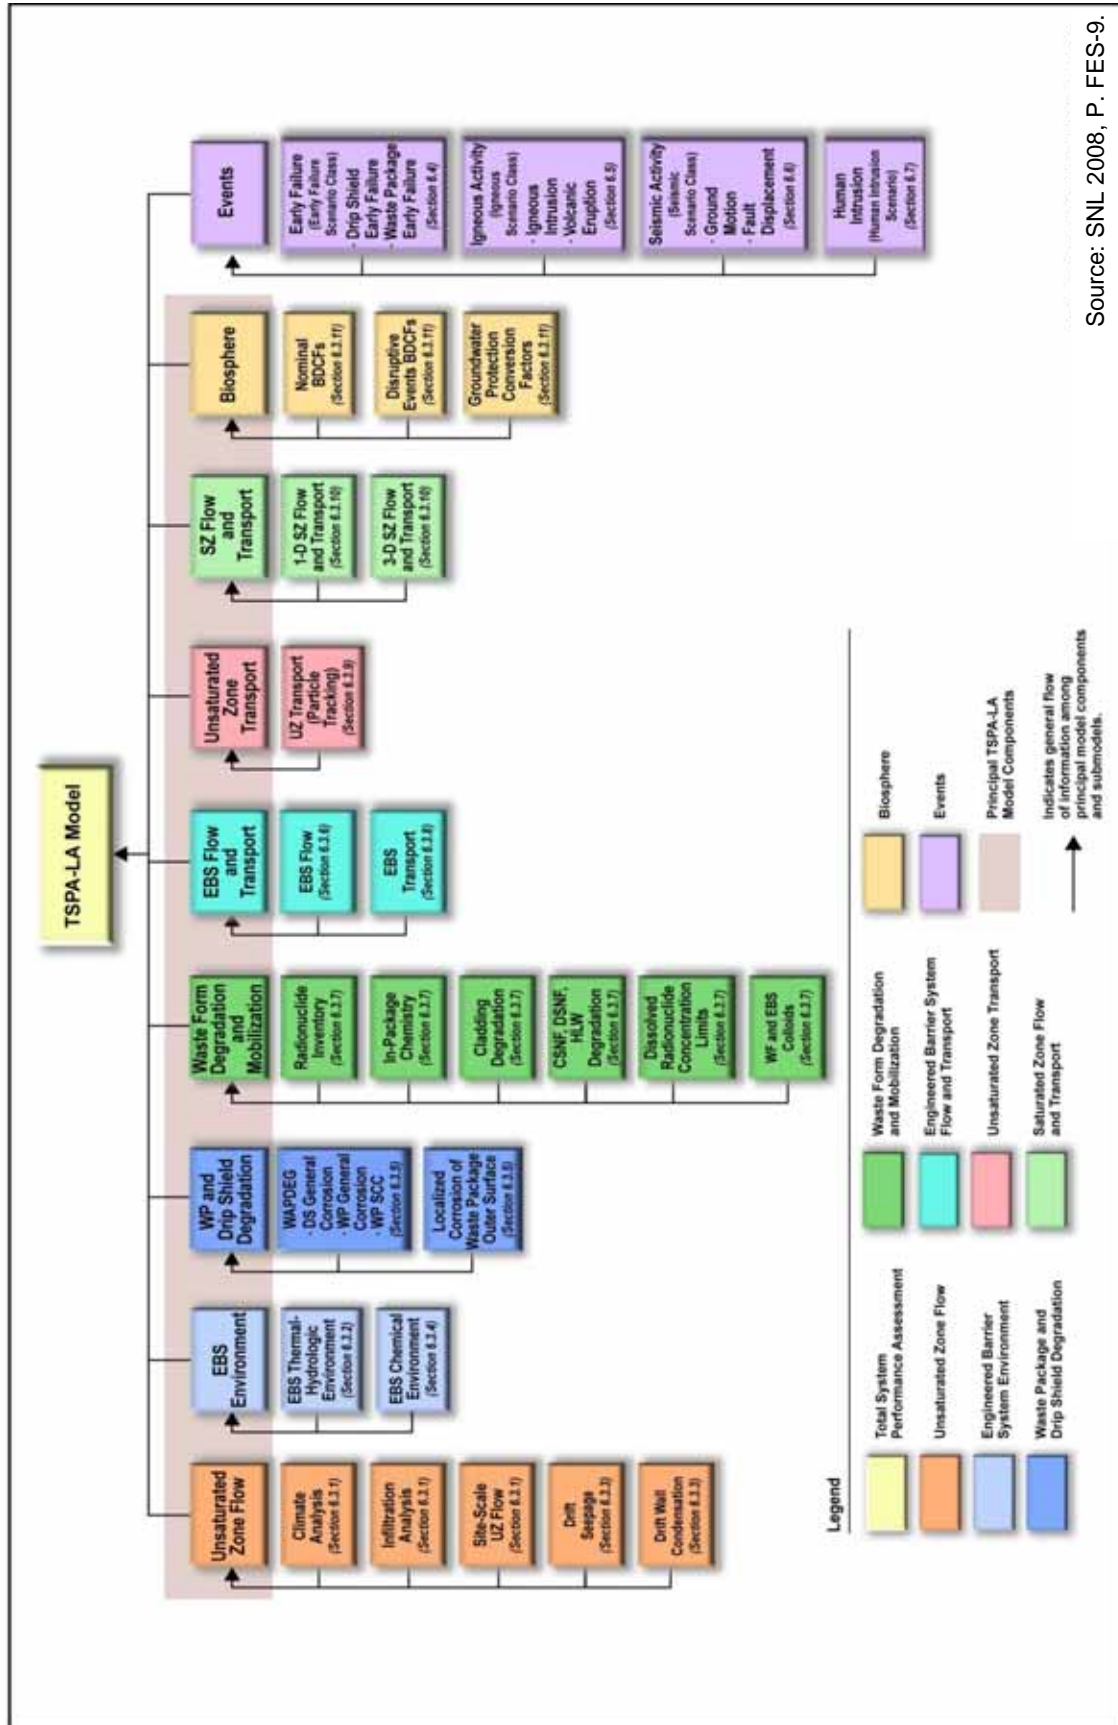 TSPA-LA Model
Unsaturated
Zone Flow
Climate
Analysis
(Section 6.3.1)
Infiltration
Analysis
(Section 6.3.1)
Site-Scale
UZ Flow
(Section 6.3.1)
Drift
Seepage
(Section 6.3.3)
Drift Wall
Condensation
(Section 6.3.3)
EBS
Environment
EBS Thermal-
Hydrologic
Environment
(Section 6.3.2)
EBS Chemical
Environment
(Section 6.3.4)
WP and
Drip Shield
Degradation
WAPDEG
· DS General
Corrosion
· WP General
Corrosion
· WP SCC
(Section 6.3.5)
Localized
Corrosion of
Waste Package
Outer Surface
(Section 6.3.5)
Waste Form
Degradation
and
Mobilization
Radionuclide
Inventory
(Section 6.3.7)
In-Package
Chemistry
(Section 6.3.7)
Cladding
Degradation
(Section 6.3.7)
CSNF, DSNF,
HLW
Degradation
(Section 6.3.7)
Dissolved
Radionuclide
Concentration
Limits
(Section 6.3.7)
WF and EBS
Colloids
(Section 6.3.7)
EBS Flow
and
Transport
EBS Flow
(Section 6.3.6)
EBS
Transport
(Section 6.3.8)
Unsaturated
Zone
Transport
UZ Transport
(Particle
Tracking)
(Section 6.3.9)
SZ Flow
and
Transport
1-D SZ Flow
and Transport
(Section 6.3.10)
3-D SZ Flow
and Transport
(Section 6.3.10)
Biosphere
Nominal
BDCFs
(Section 6.3.11)
Disruptive
Events BDCFs
(Section 6.3.11)
Groundwater
Protection
Conversion
Factors
(Section 6.3.11)
Events
Early Failure
(Early Failure
Scenario Class)
· Drip Shield
Early Failure
· Waste Package
Early Failure
(Section 6.4)
Igneous Activity
(Igneous
Scenario Class)
· Igneous
Intrusion
· Volcanic
Eruption
(Section 6.5)
Seismic Activity
(Seismic
Scenario Class)
· Ground
Motion
· Fault
Displacement
(Section 6.6)
Human
Intrusion
(Human Intrusion
Scenario)
(Section 6.7)
Legend
Total System
Performance Assessment
Unsaturated Zone Flow
Engineered Barrier
System Environment
Waste Package and
Drip Shield Degradation
Waste Form Degradation
and Mobilization
Engineered Barrier System
Flow and Transport
Unsaturated Zone Transport
Saturated Zone Flow
and Transport
Biosphere
Events
Principal TSPA-LA
Model Components
Indicates general flow
of information among
principal model components
and submodels.
Source: SNL 2008, P. FES-9.